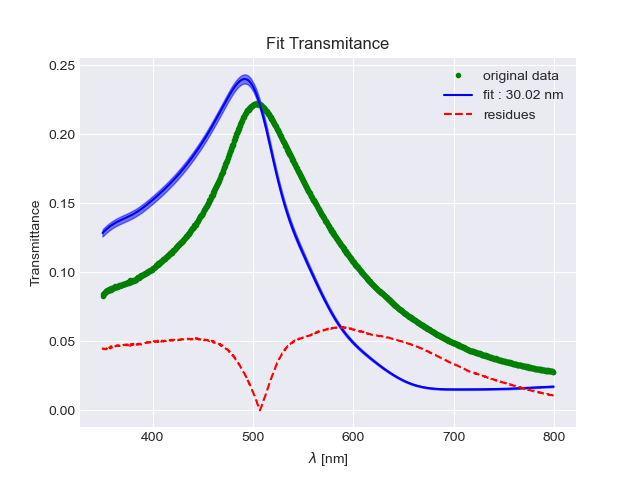 Fit Transmitance
original data
fit : 30.02 nm
residues
Transmittance
0.25
0.20
0.15
0.10
0.05
0.00
400 500 600 700 800
λ [nm]